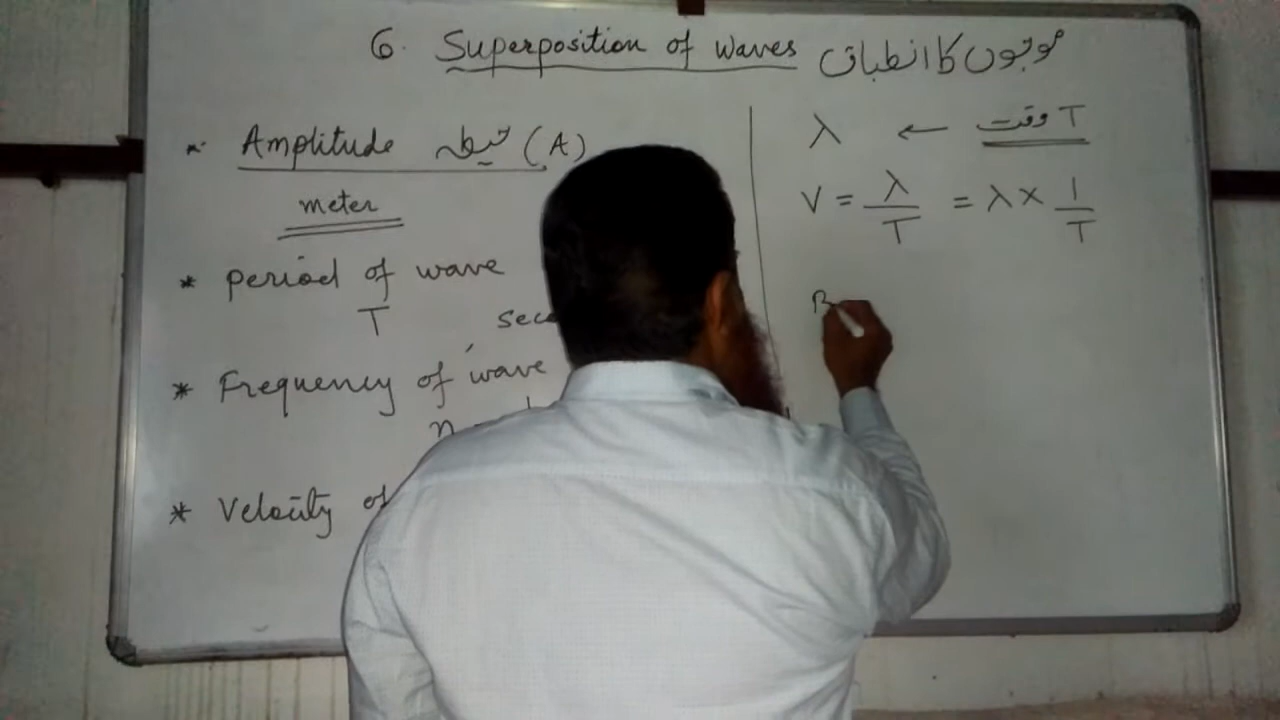 6. Superposition of waves موجوں کا انطباق
* Amplitude حیطہ (A)
meter
* period of wave
T sec
* Frequency of wave
n =
* Velocity of
λ ← وقت T
V = λ/T = λ × 1/T